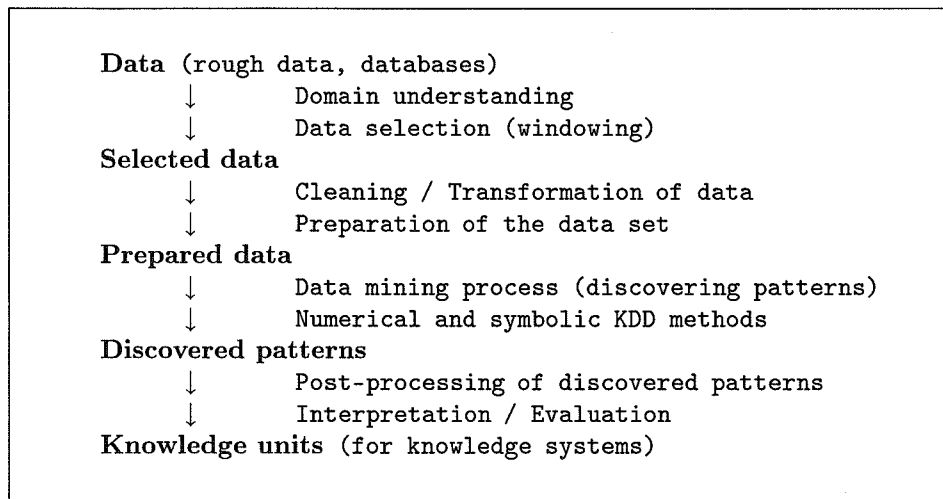 Data (rough data, databases)
↓ Domain understanding
↓ Data selection (windowing)
Selected data
↓ Cleaning / Transformation of data
↓ Preparation of the data set
Prepared data
↓ Data mining process (discovering patterns)
↓ Numerical and symbolic KDD methods
Discovered patterns
↓ Post-processing of discovered patterns
↓ Interpretation / Evaluation
Knowledge units (for knowledge systems)